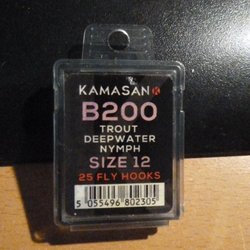 KAMASAN K
B200
TROUT
DEEPWATER
NYMPH
SIZE 12
25 FLY HOOKS
5 055496 802305